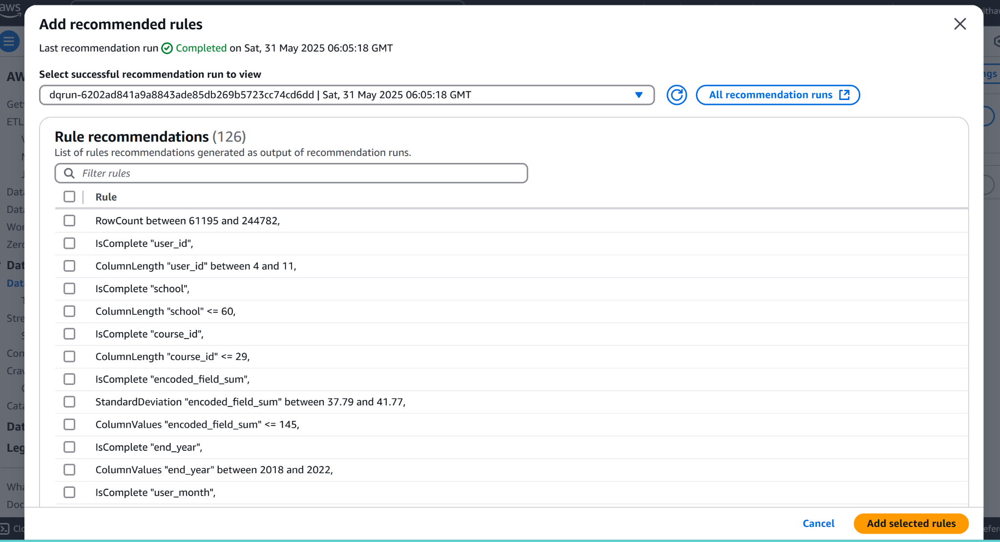 aws
Add recommended rules
Last recommendation run Completed on Sat, 31 May 2025 06:05:18 GMT
Select successful recommendation run to view
dqrun-6202ad841a9a8843ade85db269b5723cc74cd6dd | Sat, 31 May 2025 06:05:18 GMT
All recommendation runs
Rule recommendations (126)
List of rules recommendations generated as output of recommendation runs.
Filter rules
Rule
RowCount between 61195 and 244782,
IsComplete "user_id",
ColumnLength "user_id" between 4 and 11,
IsComplete "school",
ColumnLength "school" <= 60,
IsComplete "course_id",
ColumnLength "course_id" <= 29,
IsComplete "encoded_field_sum",
StandardDeviation "encoded_field_sum" between 37.79 and 41.77,
ColumnValues "encoded_field_sum" <= 145,
IsComplete "end_year",
ColumnValues "end_year" between 2018 and 2022,
IsComplete "user_month",
Cancel
Add selected rules